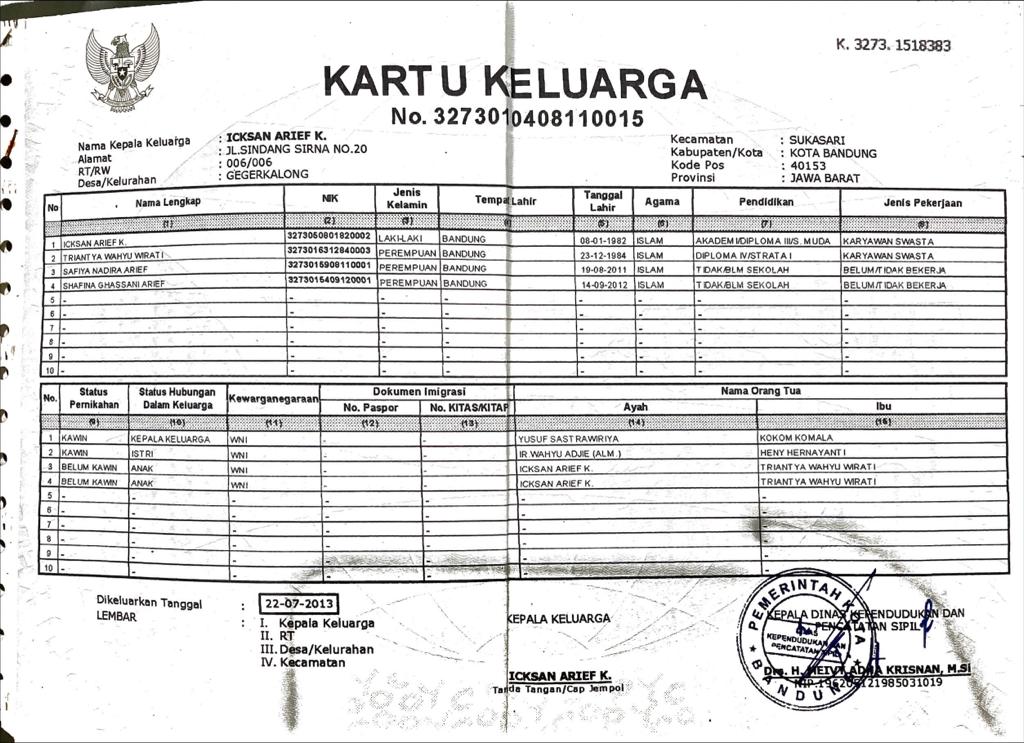 K. 3273. 1518383
KARTU KELUARGA
No. 3273010408110015
Nama Kepala Keluarga : ICKSAN ARIEF K.
Alamat : JL.SINDANG SIRNA NO.20
RT/RW : 006/006
Desa/Kelurahan : GEGERKALONG
Kecamatan : SUKASARI
Kabupaten/Kota : KOTA BANDUNG
Kode Pos : 40153
Provinsi : JAWA BARAT
No Nama Lengkap NIK Jenis Kelamin Tempat Lahir Tanggal Lahir Agama Pendidikan Jenis Pekerjaan
(1) (2) (3) (5) (6) (7) (8)
1 ICKSAN ARIEF K. 3273050801820002 LAKI-LAKI BANDUNG 08-01-1982 ISLAM AKADEMI/DIPLOMA III/S. MUDA KARYAWAN SWASTA
2 TRIANTYA WAHYU WIRATI 3273016312840003 PEREMPUAN BANDUNG 23-12-1984 ISLAM DIPLOMA IV/STRATA I KARYAWAN SWASTA
3 SAFIYA NADIRA ARIEF 3273015908110001 PEREMPUAN BANDUNG 19-08-2011 ISLAM TIDAK/BLM SEKOLAH BELUM/TIDAK BEKERJA
4 SHAFINA GHASSANI ARIEF 3273015409120001 PEREMPUAN BANDUNG 14-09-2012 ISLAM TIDAK/BLM SEKOLAH BELUM/TIDAK BEKERJA
5 - - - - - - - -
6 - - - - - - - -
7 - - - - - - - -
8 - - - - - - - -
9 - - - - - - - -
10 - - - - - - - -
No. Status Pernikahan Status Hubungan Dalam Keluarga Kewarganegaraan Dokumen Imigrasi Nama Orang Tua
No. Paspor No. KITAS/KITAP Ayah Ibu
(9) (10) (11) (12) (13) (14) (15)
1 KAWIN KEPALA KELUARGA WNI - - YUSUF SASTRAWIRIYA KOKOM KOMALA
2 KAWIN ISTRI WNI - - IR.WAHYU ADJIE (ALM.) HENY HERNAYANTI
3 BELUM KAWIN ANAK WNI - - ICKSAN ARIEF K. TRIANTYA WAHYU WIRATI
4 BELUM KAWIN ANAK WNI - - ICKSAN ARIEF K. TRIANTYA WAHYU WIRATI
5 - - - - - - -
6 - - - - - - -
7 - - - - - - -
8 - - - - - - -
9 - - - - - - -
10 - - - - - - -
Dikeluarkan Tanggal : 22-07-2013
LEMBAR : I. Kepala Keluarga
II. RT
III. Desa/Kelurahan
IV. Kecamatan
KEPALA KELUARGA
ICKSAN ARIEF K.
Tanda Tangan/Cap Jempol
KEPALA DINAS KEPENDUDUKAN DAN
PENCATATAN SIPIL
PEMERINTAH KOTA
DINAS
KEPENDUDUKAN DAN
PENCATATAN SIPIL
BANDUNG
Drs. H. KRISNAN, M.Si